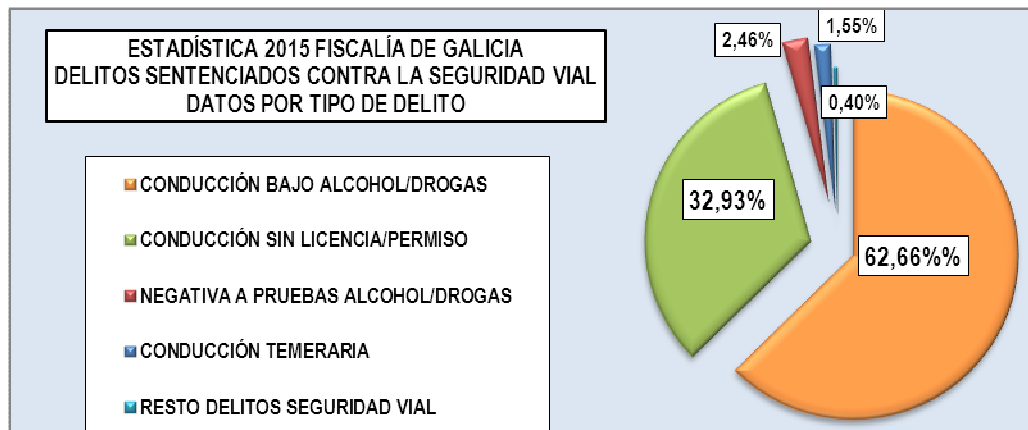 ESTADÍSTICA 2015 FISCALÍA DE GALICIA
DELITOS SENTENCIADOS CONTRA LA SEGURIDAD VIAL
DATOS POR TIPO DE DELITO
CONDUCCIÓN BAJO ALCOHOL/DROGAS
CONDUCCIÓN SIN LICENCIA/PERMISO
NEGATIVA A PRUEBAS ALCOHOL/DROGAS
CONDUCCIÓN TEMERARIA
RESTO DELITOS SEGURIDAD VIAL
2,46%
1,55%
0,40%
32,93%
62,66%%